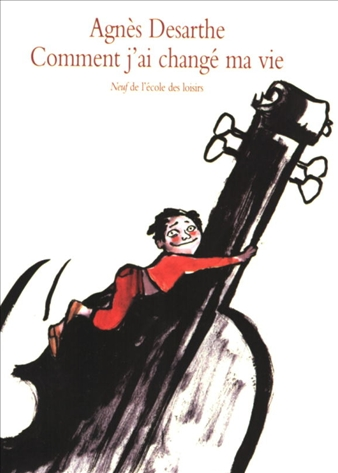 Agnès Desarthe
Comment j'ai changé ma vie
Neuf de l'école des loisirs